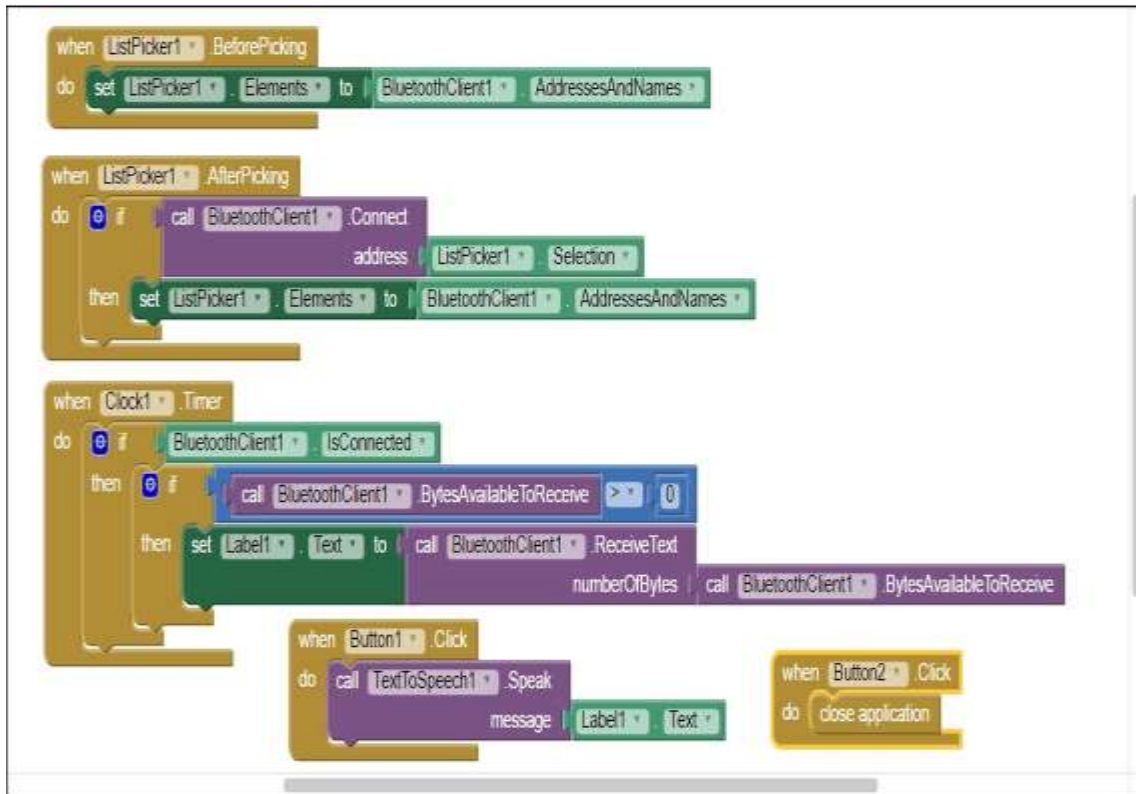 when ListPicker1 .BeforePicking
do set ListPicker1 . Elements to BluetoothClient1 . AddressesAndNames
when ListPicker1 .AfterPicking
do if call BluetoothClient1 .Connect
address ListPicker1 . Selection
then set ListPicker1 . Elements to BluetoothClient1 . AddressesAndNames
when Clock1 .Timer
do if BluetoothClient1 . IsConnected
then if call BluetoothClient1 .BytesAvailableToReceive > 0
then set Label1 . Text to call BluetoothClient1 .ReceiveText
numberOfBytes call BluetoothClient1 .BytesAvailableToReceive
when Button1 .Click
do call TextToSpeech1 .Speak
message Label1 . Text
when Button2 .Click
do close application